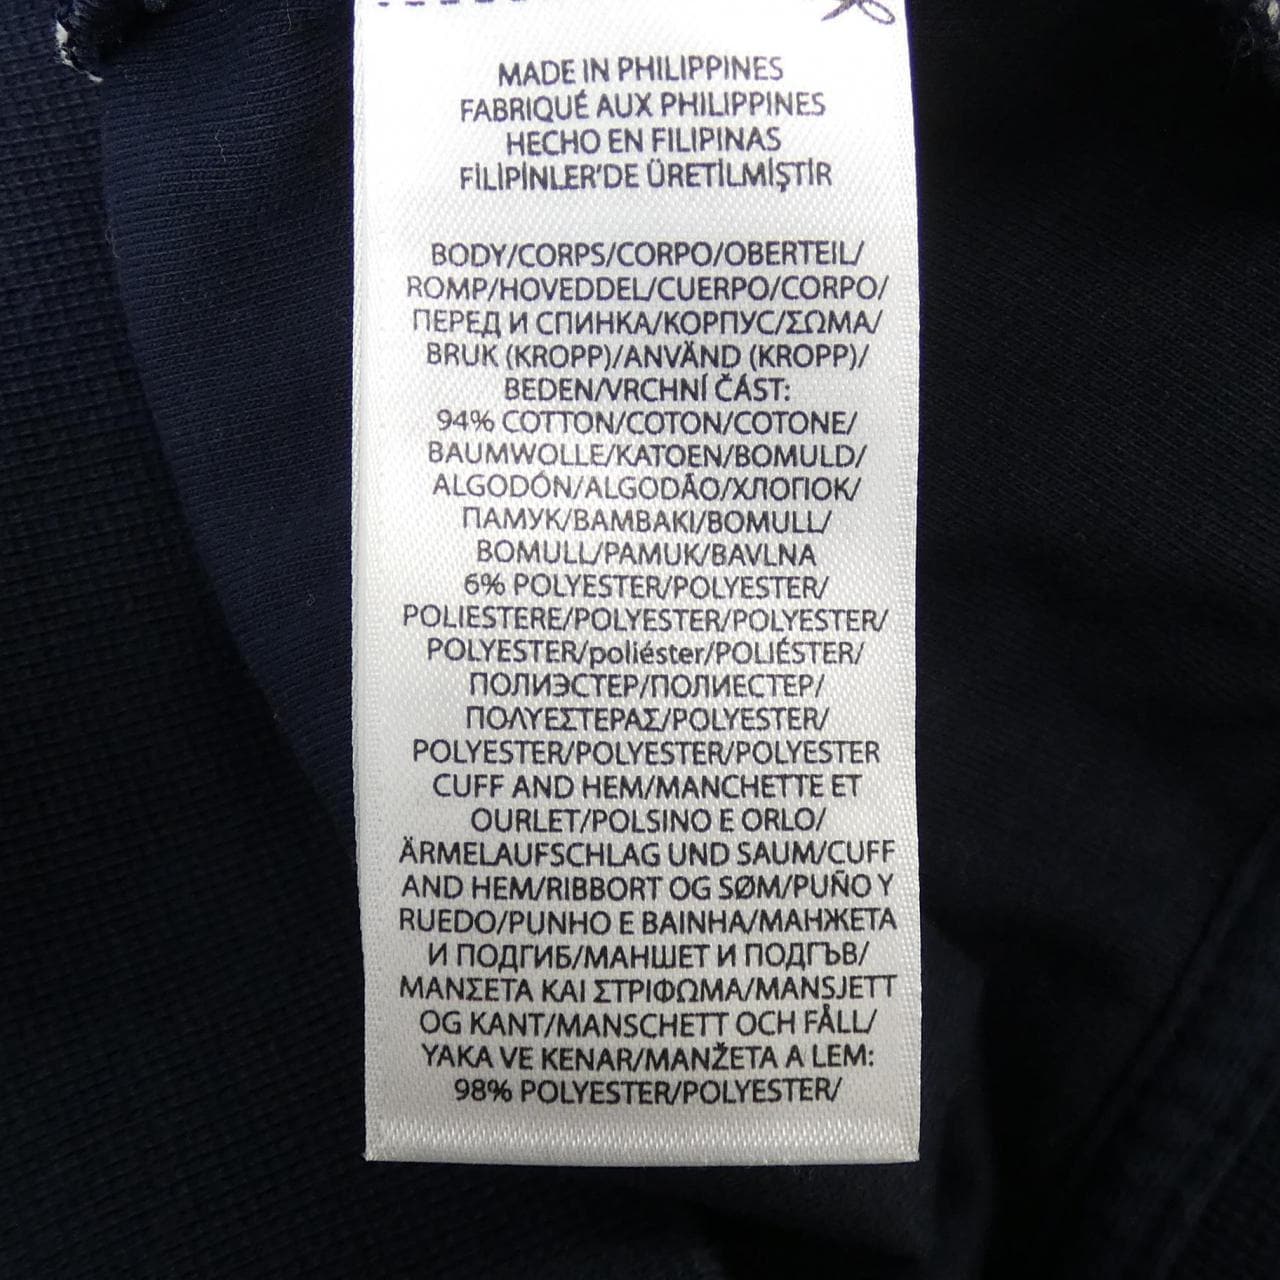 MADE IN PHILIPPINES
FABRIQUÉ AUX PHILIPPINES
HECHO EN FILIPINAS
FİLİPİNLER'DE ÜRETİLMİŞTİR
BODY/CORPS/CORPO/OBERTEIL/
ROMP/HOVEDDEL/CUERPO/CORPO/
ПЕРЕД И СПИНКА/КОРПУС/ΣΩΜΑ/
BRUK (KROPP)/ANVÄND (KROPP)/
BEDEN/VRCHNÍ ČÁST:
94% COTTON/COTON/COTONE/
BAUMWOLLE/KATOEN/BOMULD/
ALGODÓN/ALGODÃO/ХЛОПОК/
ПАМУК/ΒΑΜΒΑΚΙ/BOMULL/
BOMULL/PAMUK/BAVLNA
6% POLYESTER/POLYESTER/
POLIESTERE/POLYESTER/POLYESTER/
POLYESTER/poliéster/POLIÉSTER/
ПОЛИЭСТЕР/ПОЛИЕСТЕР/
ΠΟΛΥΕΣΤΕΡΑΣ/POLYESTER/
POLYESTER/POLYESTER/POLYESTER
CUFF AND HEM/MANCHETTE ET
OURLET/POLSINO E ORLO/
ÄRMELAUFSCHLAG UND SAUM/CUFF
AND HEM/RIBBORT OG SØM/PUÑO Y
RUEDO/PUNHO E BAINHA/МАНЖЕТА
И ПОДГИБ/МАНШЕТ И ПОДГЪВ/
ΜΑΝΣΕΤΑ ΚΑΙ ΣΤΡΙΦΩΜΑ/MANSJETT
OG KANT/MANSCHETT OCH FÅLL/
YAKA VE KENAR/MANŽETA A LEM:
98% POLYESTER/POLYESTER/